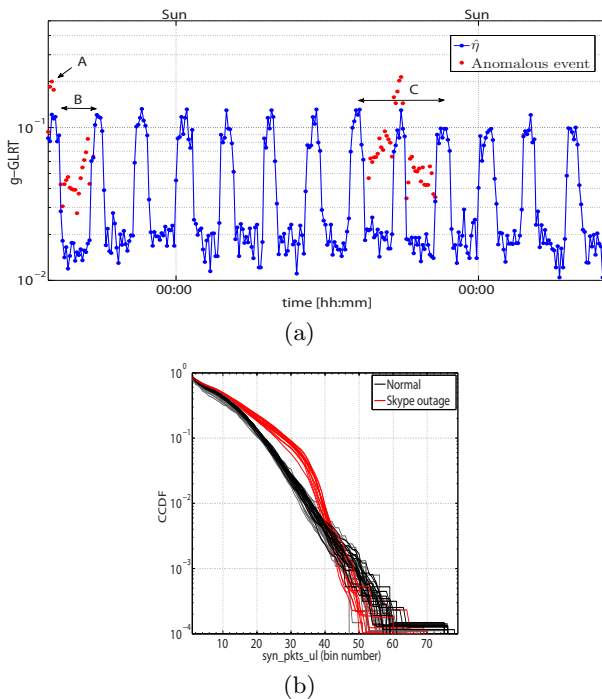 Sun Sun
η̂
Anomalous event
A
B
C
g-GLRT
10⁻¹
10⁻²
00:00 00:00
time [hh:mm]
(a)
Normal
Skype outage
CCDF
10⁰
10⁻¹
10⁻²
10⁻³
10⁻⁴
10 20 30 40 50 60 70
syn_pkts_ul (bin number)
(b)